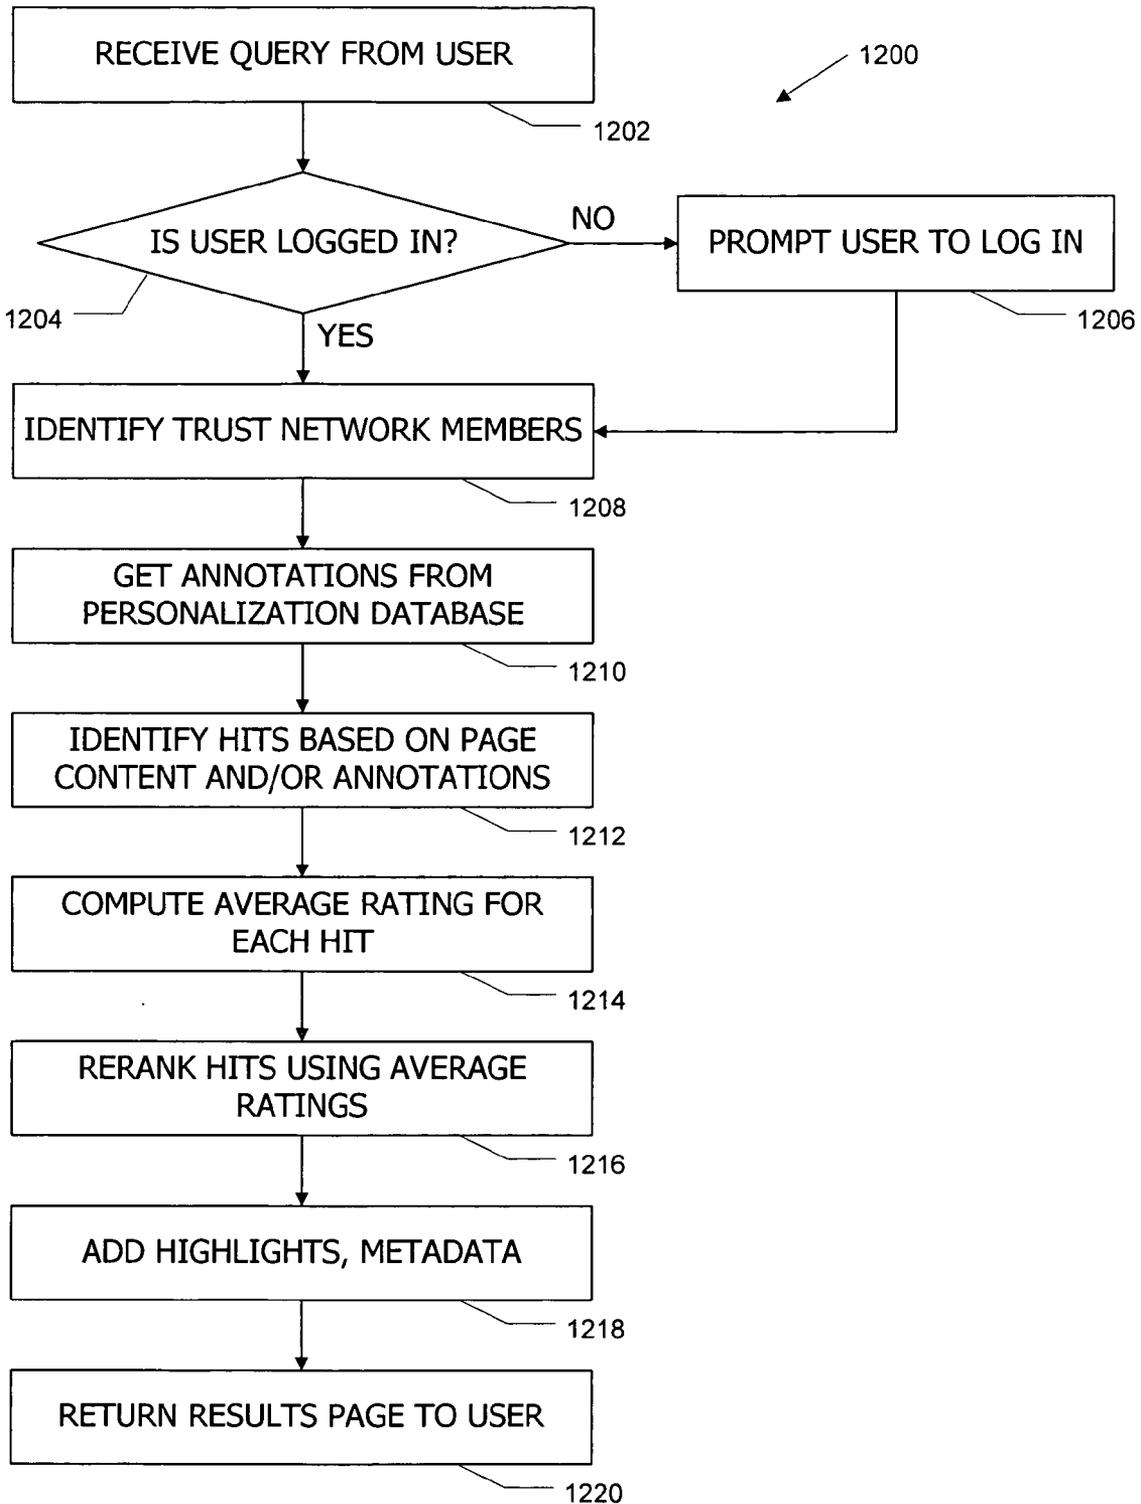 RECEIVE QUERY FROM USER
1200
1202
IS USER LOGGED IN?
NO
PROMPT USER TO LOG IN
1204
1206
YES
IDENTIFY TRUST NETWORK MEMBERS
1208
GET ANNOTATIONS FROM
PERSONALIZATION DATABASE
1210
IDENTIFY HITS BASED ON PAGE
CONTENT AND/OR ANNOTATIONS
1212
COMPUTE AVERAGE RATING FOR
EACH HIT
1214
RERANK HITS USING AVERAGE
RATINGS
1216
ADD HIGHLIGHTS, METADATA
1218
RETURN RESULTS PAGE TO USER
1220